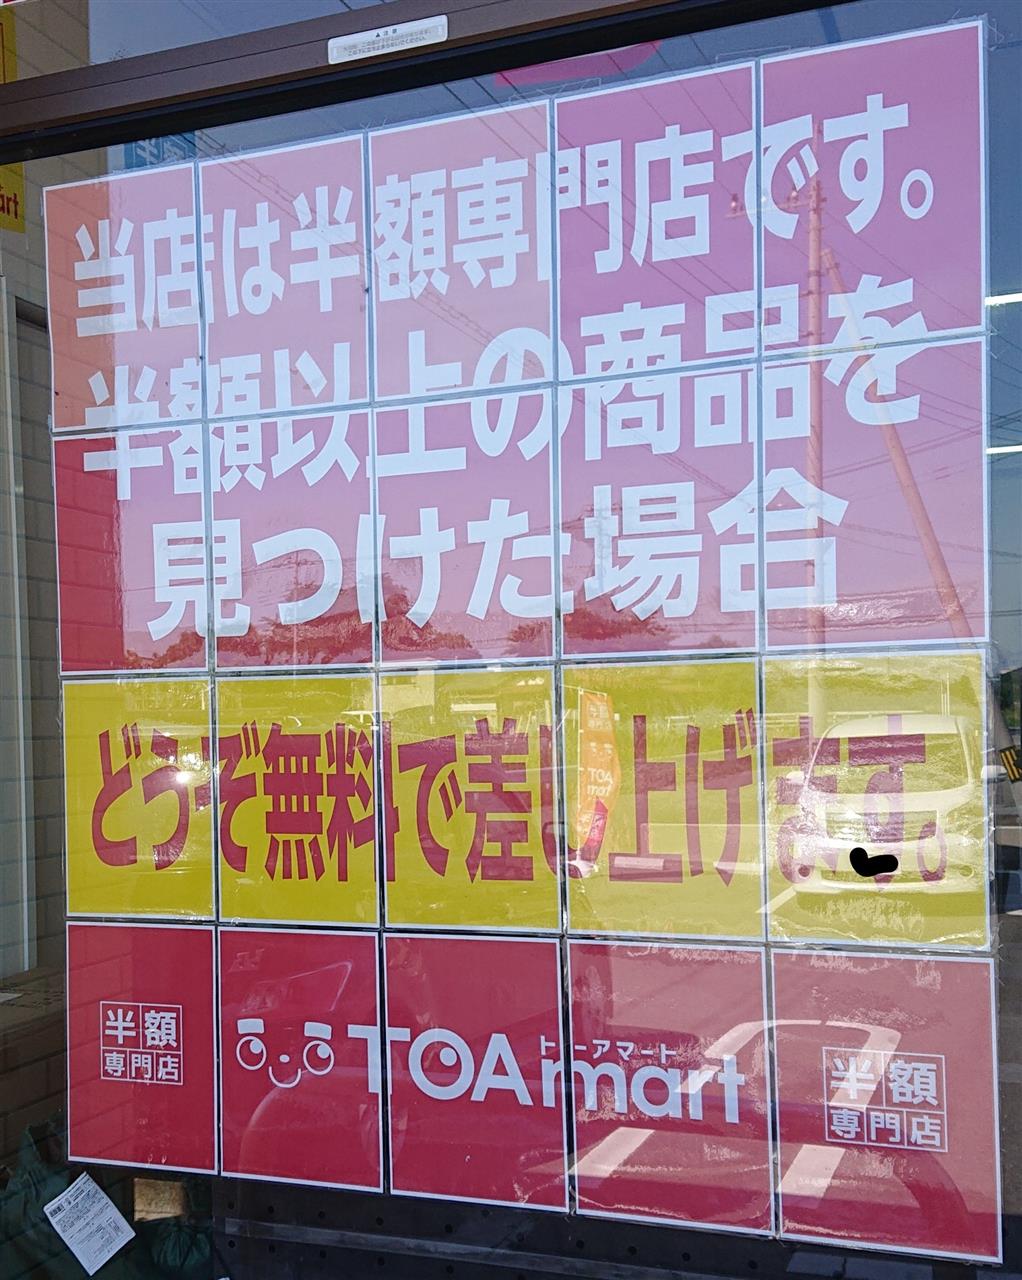 当店は半額専門店です。
半額以上の商品を
見つけた場合
どうぞ無料で差し上げます。
半額
専門店
トーアマート
TOA mart
半額
専門店